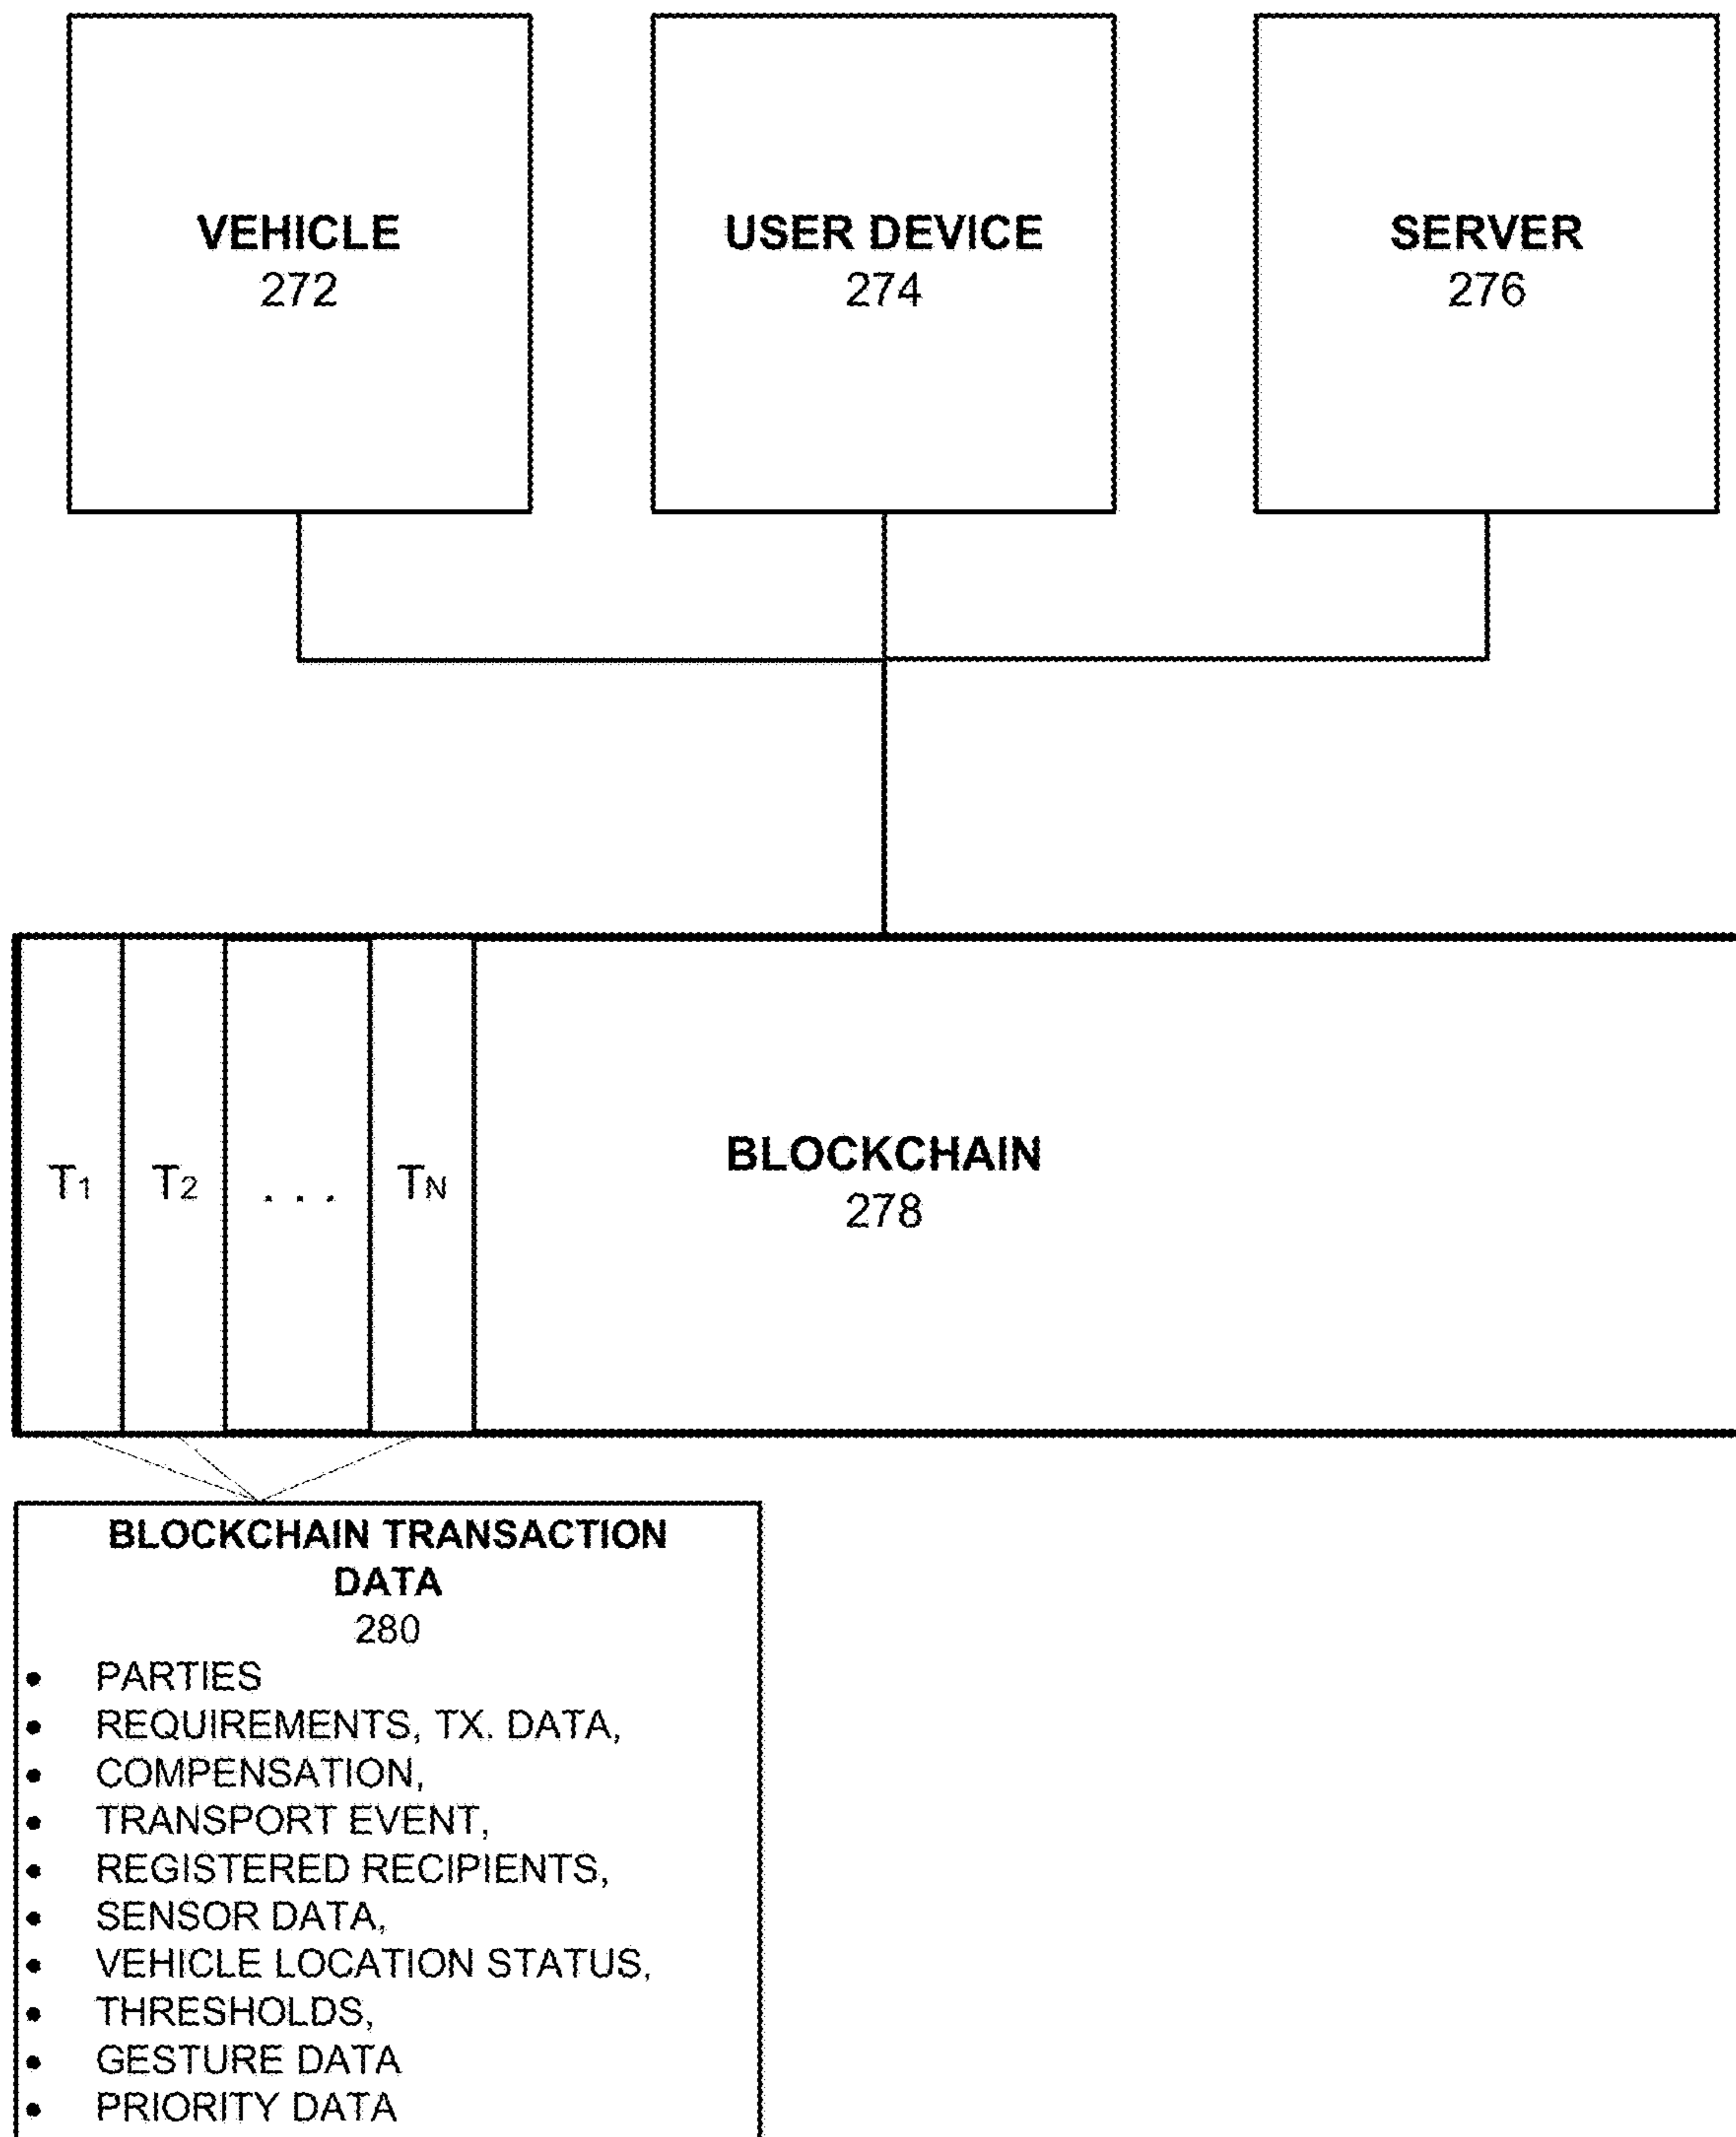 VEHICLE
272
USER DEVICE
274
SERVER
276
T1 T2 . . . TN
BLOCKCHAIN
278
BLOCKCHAIN TRANSACTION
DATA
280
• PARTIES
• REQUIREMENTS, TX. DATA,
• COMPENSATION,
• TRANSPORT EVENT,
• REGISTERED RECIPIENTS,
• SENSOR DATA,
• VEHICLE LOCATION STATUS,
• THRESHOLDS,
• GESTURE DATA
• PRIORITY DATA